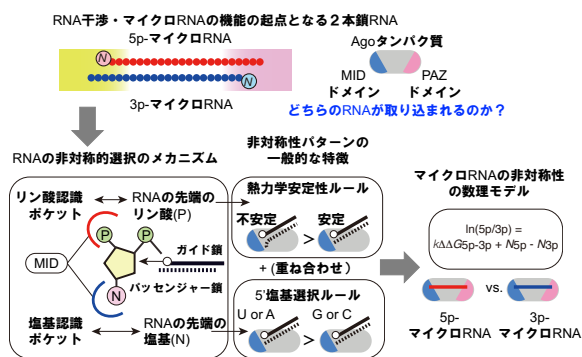 RNA干渉・マイクロRNAの機能の起点となる2本鎖RNA
5p-マイクロRNA
N
N
3p-マイクロRNA
Agoタンパク質
MID
ドメイン
PAZ
ドメイン
どちらのRNAが取り込まれるのか?
RNAの非対称的選択のメカニズム
リン酸認識
ポケット
RNAの先端の
リン酸(P)
P
P
MID
N
ガイド鎖
パッセンジャー鎖
塩基認識
ポケット
RNAの先端の
塩基(N)
非対称性パターンの
一般的な特徴
熱力学安定性ルール
不安定
安定
>
+(重ね合わせ)
5'塩基選択ルール
U or A
G or C
>
マイクロRNAの非対称性
の数理モデル
ln(5p/3p) =
kΔΔG5p-3p + N5p - N3p
vs.
5p-
マイクロRNA
3p-
マイクロRNA